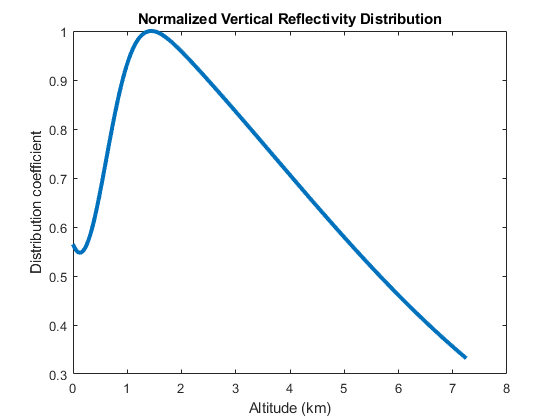 Normalized Vertical Reflectivity Distribution
1
0.9
0.8
0.7
0.6
0.5
0.4
0.3
Distribution coefficient
0 1 2 3 4 5 6 7 8
Altitude (km)